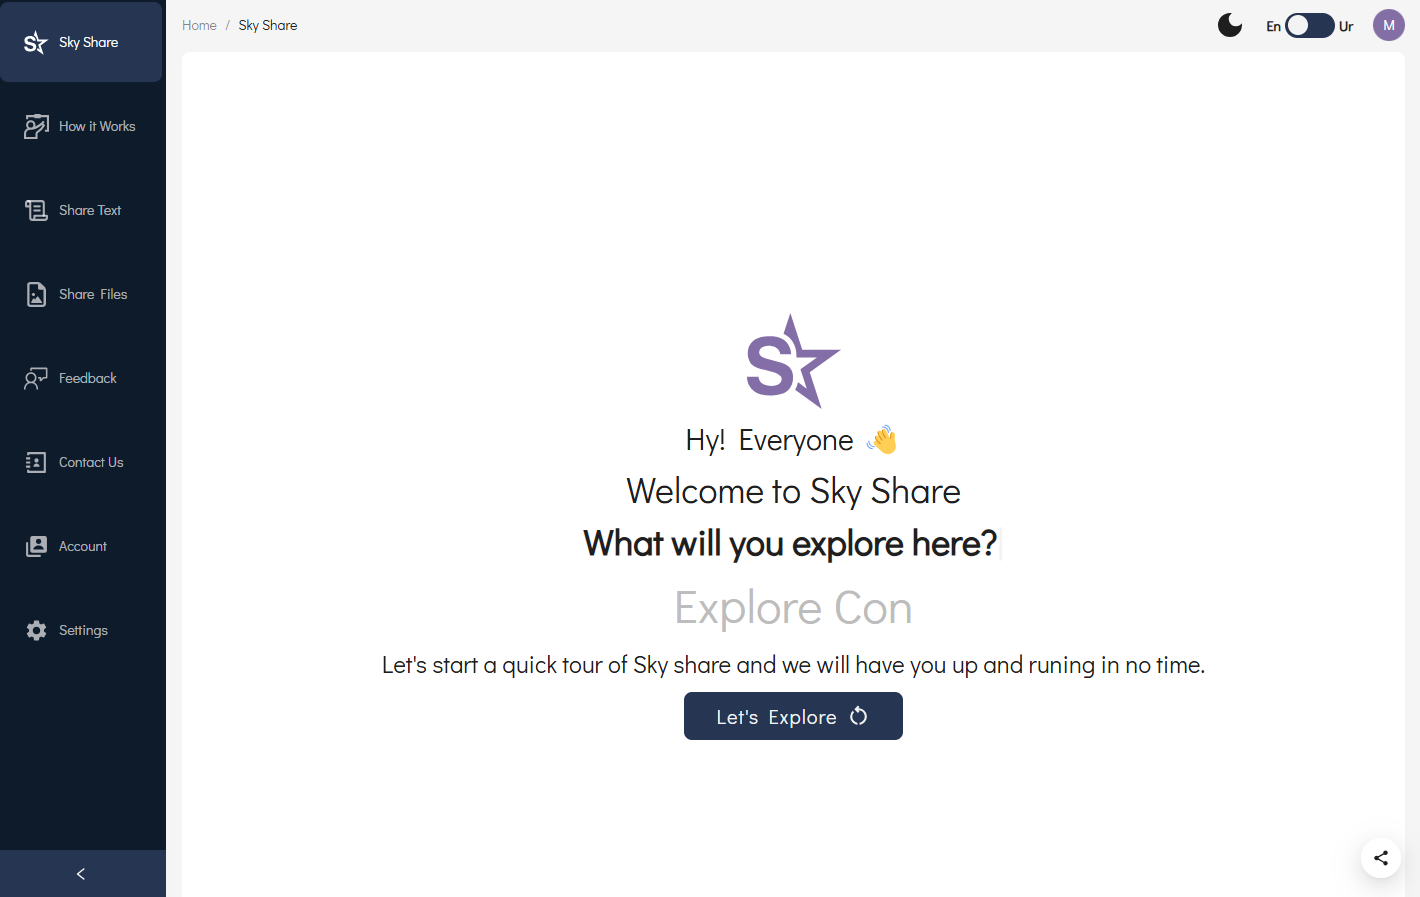 Sky Share
How it Works
Share Text
Share Files
Feedback
Contact Us
Account
Settings
Home / Sky Share
En Ur
M
S
Hy! Everyone 👋
Welcome to Sky Share
What will you explore here?
Explore Con
Let's start a quick tour of Sky share and we will have you up and runing in no time.
Let's Explore